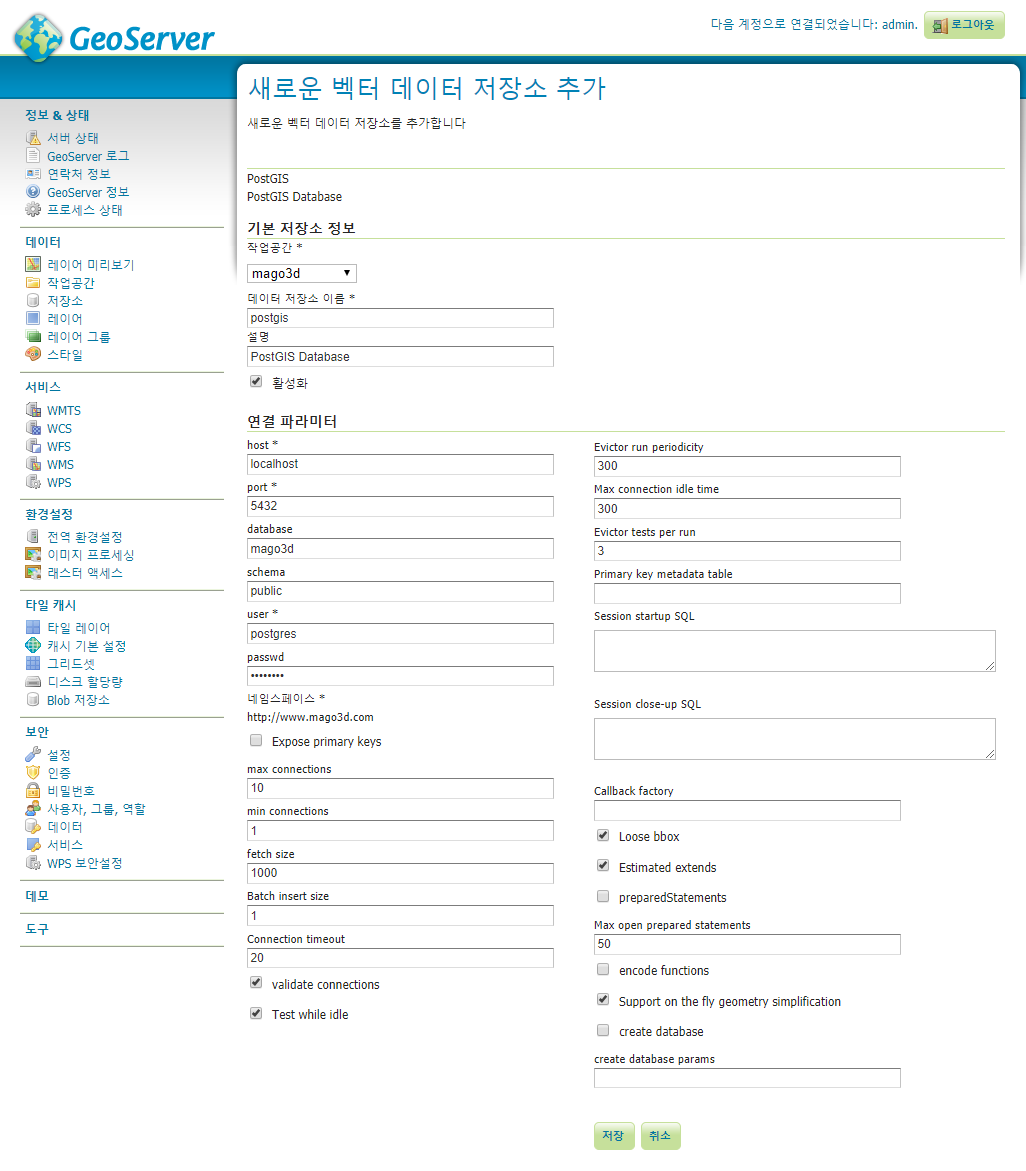 GeoServer
다음 계정으로 연결되었습니다: admin.
로그아웃
정보 & 상태
서버 상태
GeoServer 로그
연락처 정보
GeoServer 정보
프로세스 상태
데이터
레이어 미리보기
작업공간
저장소
레이어
레이어 그룹
스타일
서비스
WMTS
WCS
WFS
WMS
WPS
환경설정
전역 환경설정
이미지 프로세싱
래스터 액세스
타일 캐시
타일 레이어
캐시 기본 설정
그리드셋
디스크 할당량
Blob 저장소
보안
설정
인증
비밀번호
사용자, 그룹, 역할
데이터
서비스
WPS 보안설정
데모
도구
새로운 벡터 데이터 저장소 추가
새로운 벡터 데이터 저장소를 추가합니다
PostGIS
PostGIS Database
기본 저장소 정보
작업공간 *
mago3d
데이터 저장소 이름 *
postgis
설명
PostGIS Database
활성화
연결 파라미터
host *
localhost
port *
5432
database
mago3d
schema
public
user *
postgres
passwd
••••••••
네임스페이스 *
http://www.mago3d.com
Expose primary keys
max connections
10
min connections
1
fetch size
1000
Batch insert size
1
Connection timeout
20
validate connections
Test while idle
Evictor run periodicity
300
Max connection idle time
300
Evictor tests per run
3
Primary key metadata table
Session startup SQL
Session close-up SQL
Callback factory
Loose bbox
Estimated extends
preparedStatements
Max open prepared statements
50
encode functions
Support on the fly geometry simplification
create database
create database params
저장
취소